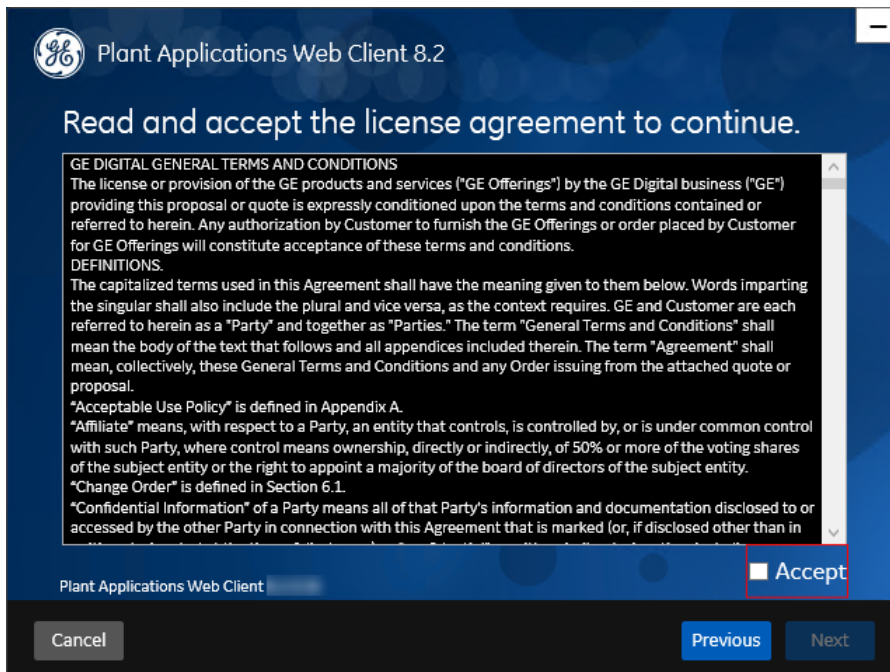 Plant Applications Web Client 8.2
Read and accept the license agreement to continue.
GE DIGITAL GENERAL TERMS AND CONDITIONS
The license or provision of the GE products and services ("GE Offerings") by the GE Digital business ("GE")
providing this proposal or quote is expressly conditioned upon the terms and conditions contained or
referred to herein. Any authorization by Customer to furnish the GE Offerings or order placed by Customer
for GE Offerings will constitute acceptance of these terms and conditions.
DEFINITIONS.
The capitalized terms used in this Agreement shall have the meaning given to them below. Words imparting
the singular shall also include the plural and vice versa, as the context requires. GE and Customer are each
referred to herein as a "Party" and together as "Parties." The term "General Terms and Conditions" shall
mean the body of the text that follows and all appendices included therein. The term "Agreement" shall
mean, collectively, these General Terms and Conditions and any Order issuing from the attached quote or
proposal.
“Acceptable Use Policy” is defined in Appendix A.
“Affiliate” means, with respect to a Party, an entity that controls, is controlled by, or is under common control
with such Party, where control means ownership, directly or indirectly, of 50% or more of the voting shares
of the subject entity or the right to appoint a majority of the board of directors of the subject entity.
“Change Order” is defined in Section 6.1.
“Confidential Information” of a Party means all of that Party's information and documentation disclosed to or
accessed by the other Party in connection with this Agreement that is marked (or, if disclosed other than in
Accept
Plant Applications Web Client
Cancel
Previous
Next